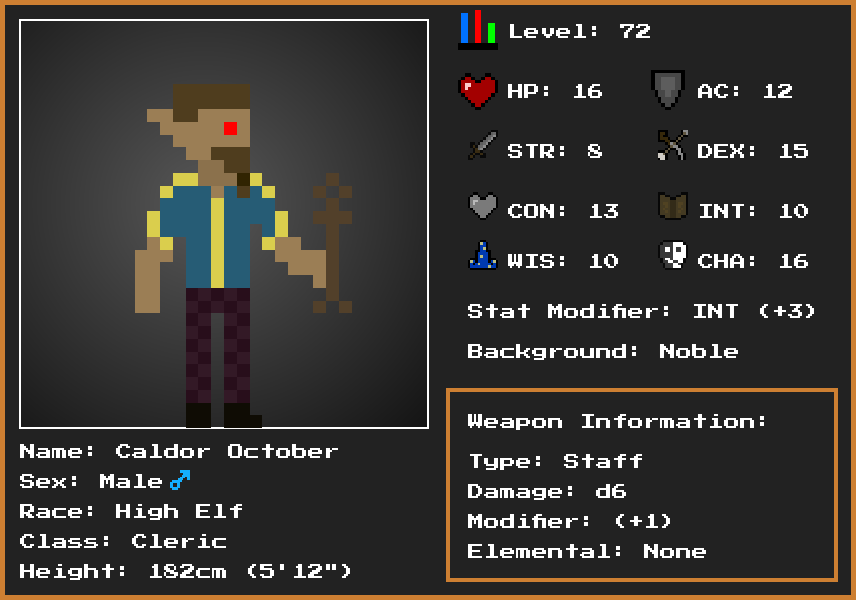 Level: 72
HP: 16 AC: 12
STR: 8 DEX: 15
CON: 13 INT: 10
WIS: 10 CHA: 16
Stat Modifier: INT (+3)
Background: Noble
Weapon Information:
Type: Staff
Damage: d6
Modifier: (+1)
Elemental: None
Name: Caldor October
Sex: Male♂
Race: High Elf
Class: Cleric
Height: 182cm (5'12")